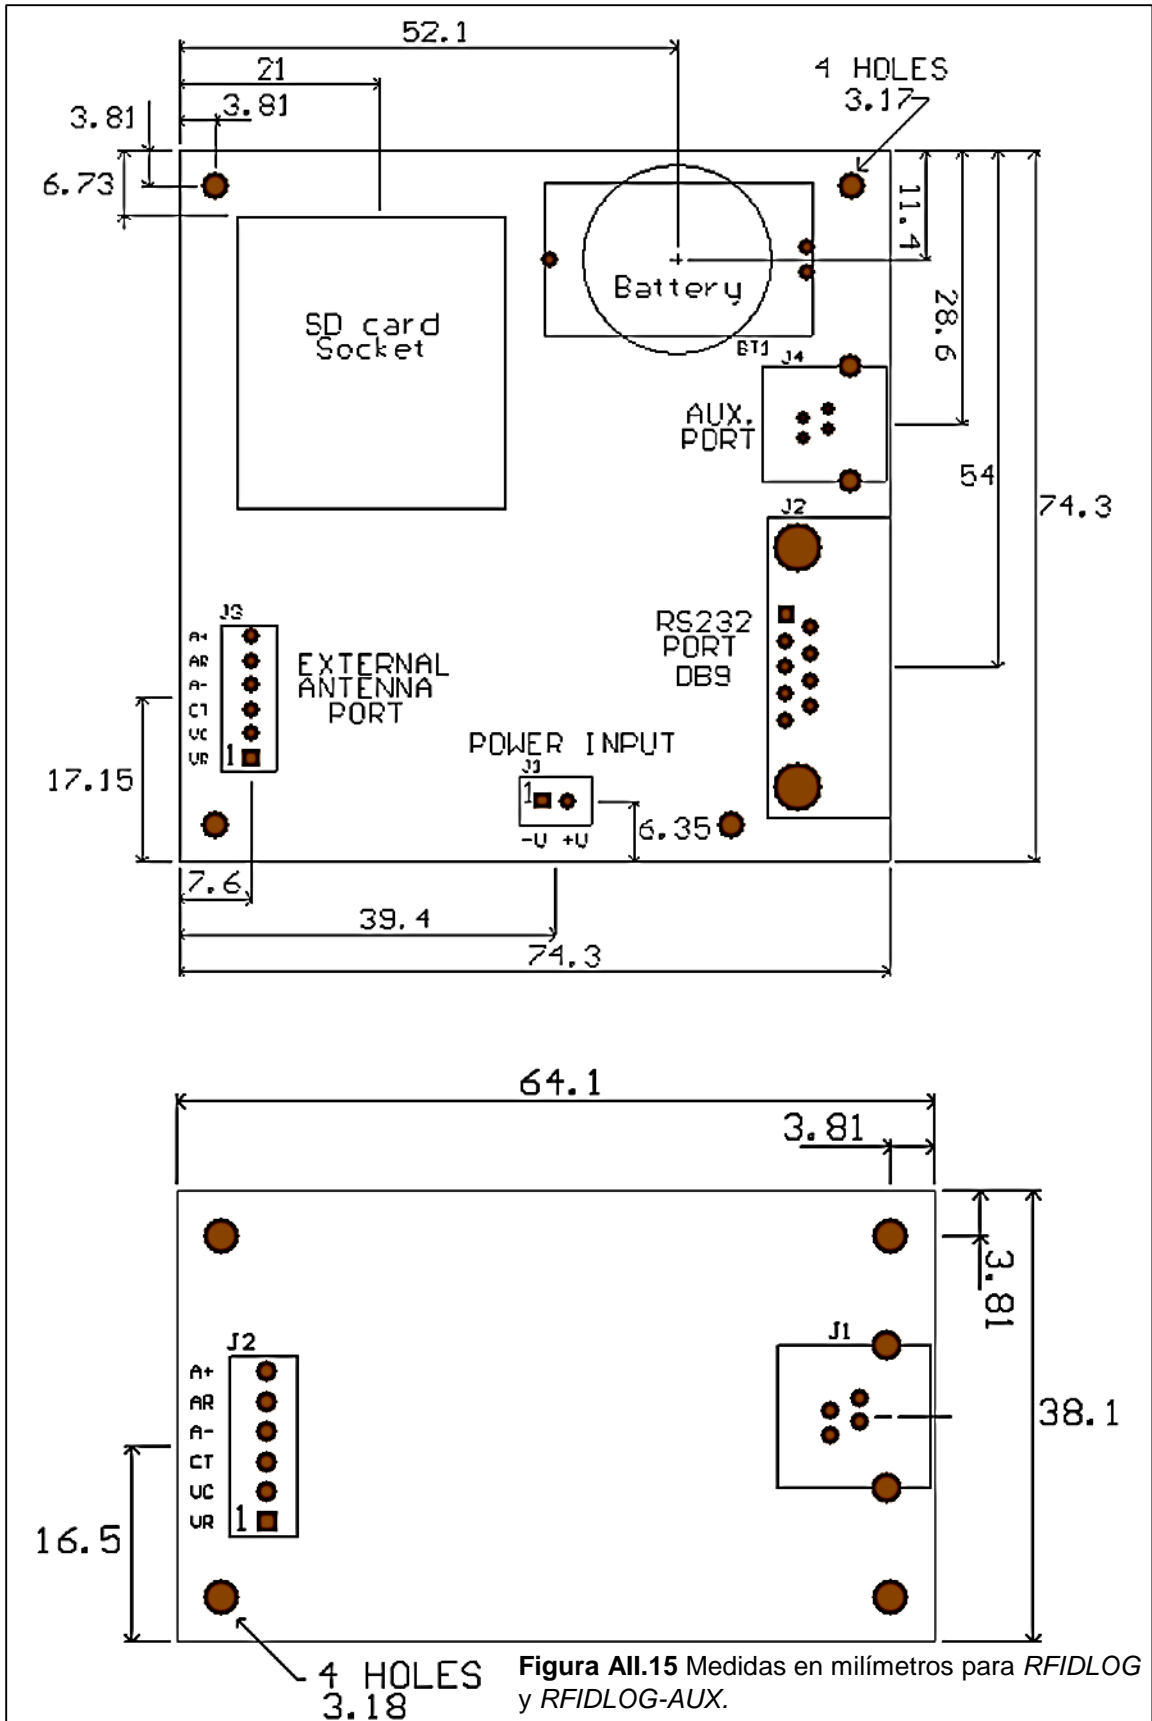 52.1
21
3.81
3.81
6.73
4 HOLES
3.17
11.4
28.6
54
74.3
Battery
BT1
SD card
Socket
J4
AUX.
PORT
J2
RS232
PORT
DB9
J3
A+
AR
A-
CT
VC
VR
1
EXTERNAL
ANTENNA
PORT
17.15
POWER INPUT
J1
1
-V +V
6.35
7.6
39.4
74.3
64.1
3.81
3.81
38.1
J2
A+
AR
A-
CT
VC
VR
1
J1
16.5
4 HOLES
3.18
Figura AII.15 Medidas en milímetros para RFIDLOG
y RFIDLOG-AUX.